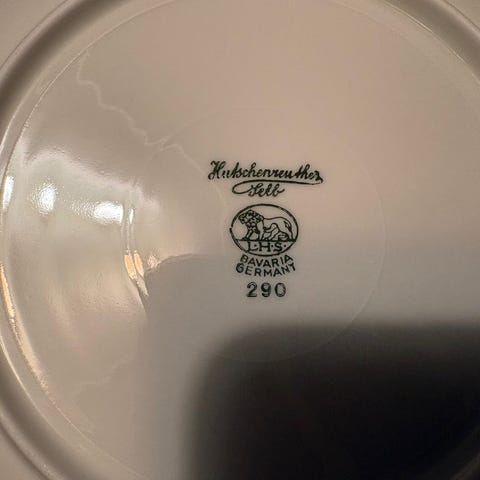 Hutschenreuther
Selb
L·H·S·
BAVARIA
GERMANY
290